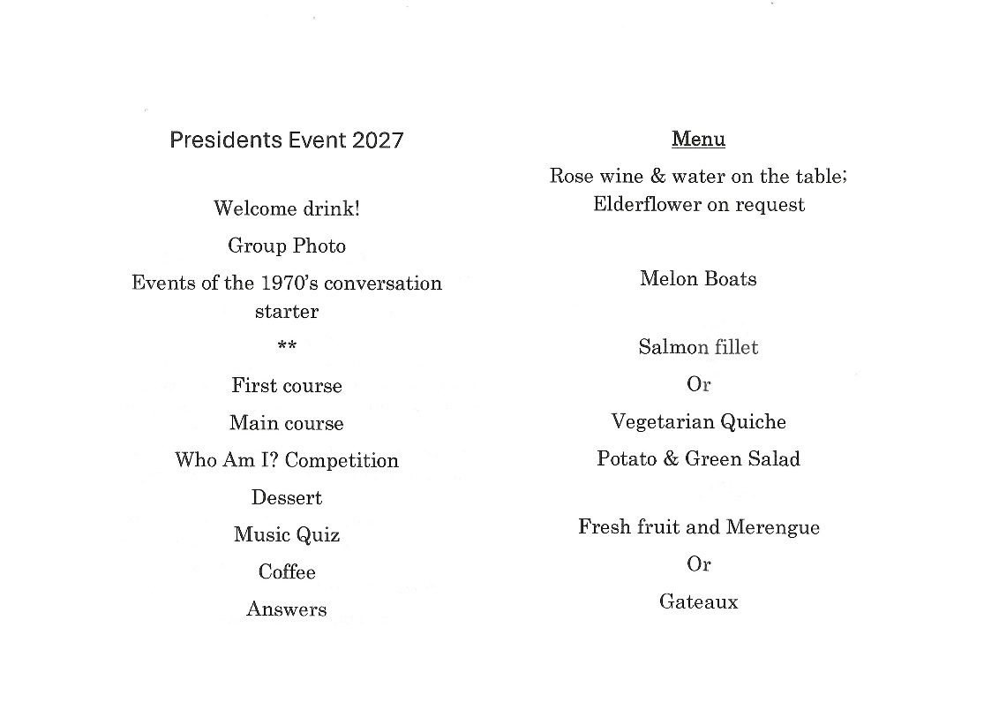 Presidents Event 2027
Welcome drink!
Group Photo
Events of the 1970's conversation
starter
**
First course
Main course
Who Am I? Competition
Dessert
Music Quiz
Coffee
Answers
Menu
Rose wine & water on the table;
Elderflower on request
Melon Boats
Salmon fillet
Or
Vegetarian Quiche
Potato & Green Salad
Fresh fruit and Merengue
Or
Gateaux